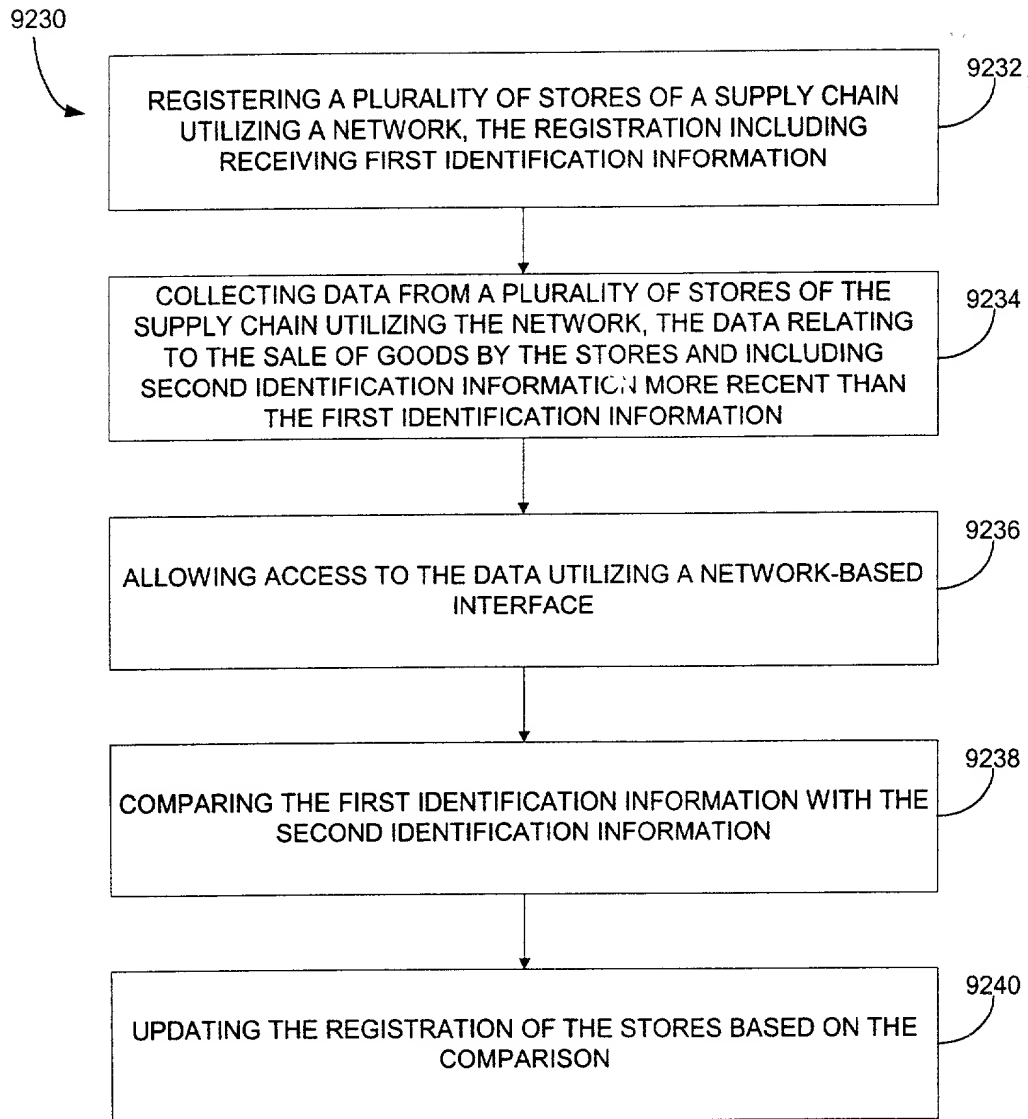 9230
9232
REGISTERING A PLURALITY OF STORES OF A SUPPLY CHAIN
UTILIZING A NETWORK, THE REGISTRATION INCLUDING
RECEIVING FIRST IDENTIFICATION INFORMATION
9234
COLLECTING DATA FROM A PLURALITY OF STORES OF THE
SUPPLY CHAIN UTILIZING THE NETWORK, THE DATA RELATING
TO THE SALE OF GOODS BY THE STORES AND INCLUDING
SECOND IDENTIFICATION INFORMATION MORE RECENT THAN
THE FIRST IDENTIFICATION INFORMATION
9236
ALLOWING ACCESS TO THE DATA UTILIZING A NETWORK-BASED
INTERFACE
9238
COMPARING THE FIRST IDENTIFICATION INFORMATION WITH THE
SECOND IDENTIFICATION INFORMATION
9240
UPDATING THE REGISTRATION OF THE STORES BASED ON THE
COMPARISON